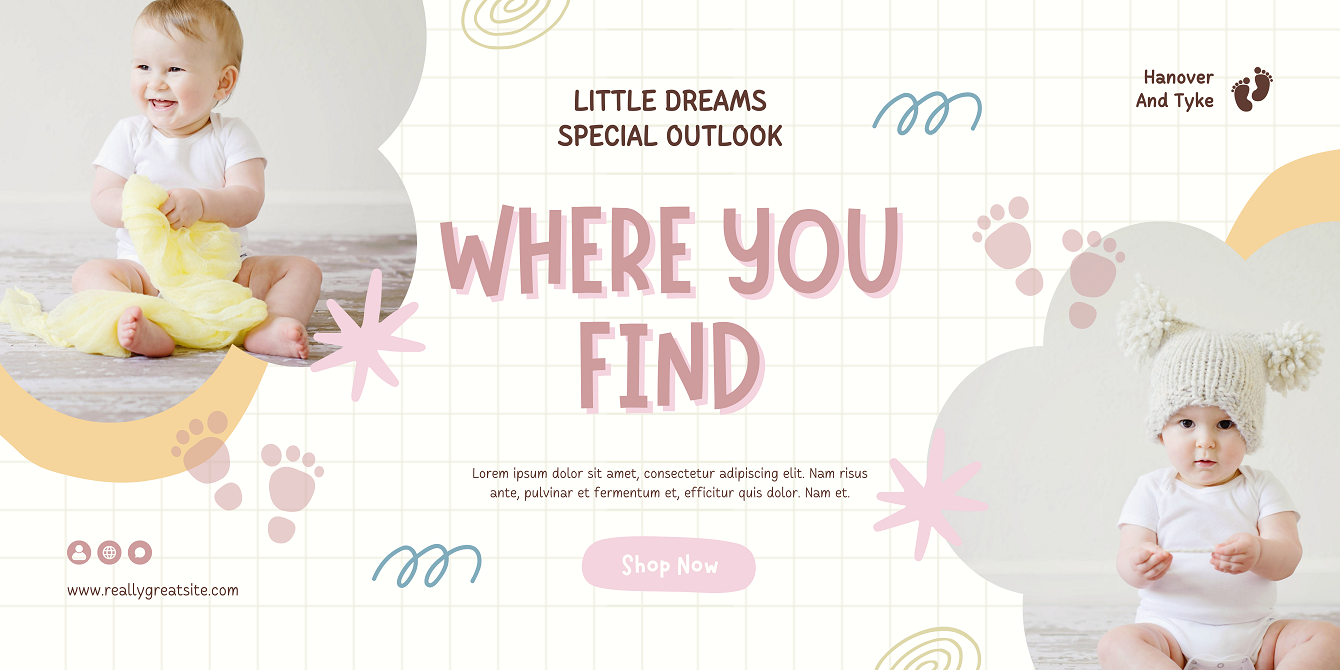 Hanover
And Tyke
LITTLE DREAMS
SPECIAL OUTLOOK
WHERE YOU
FIND
Lorem ipsum dolor sit amet, consectetur adipiscing elit. Nam risus
ante, pulvinar et fermentum et, efficitur quis dolor. Nam et.
Shop Now
www.reallygreatsite.com